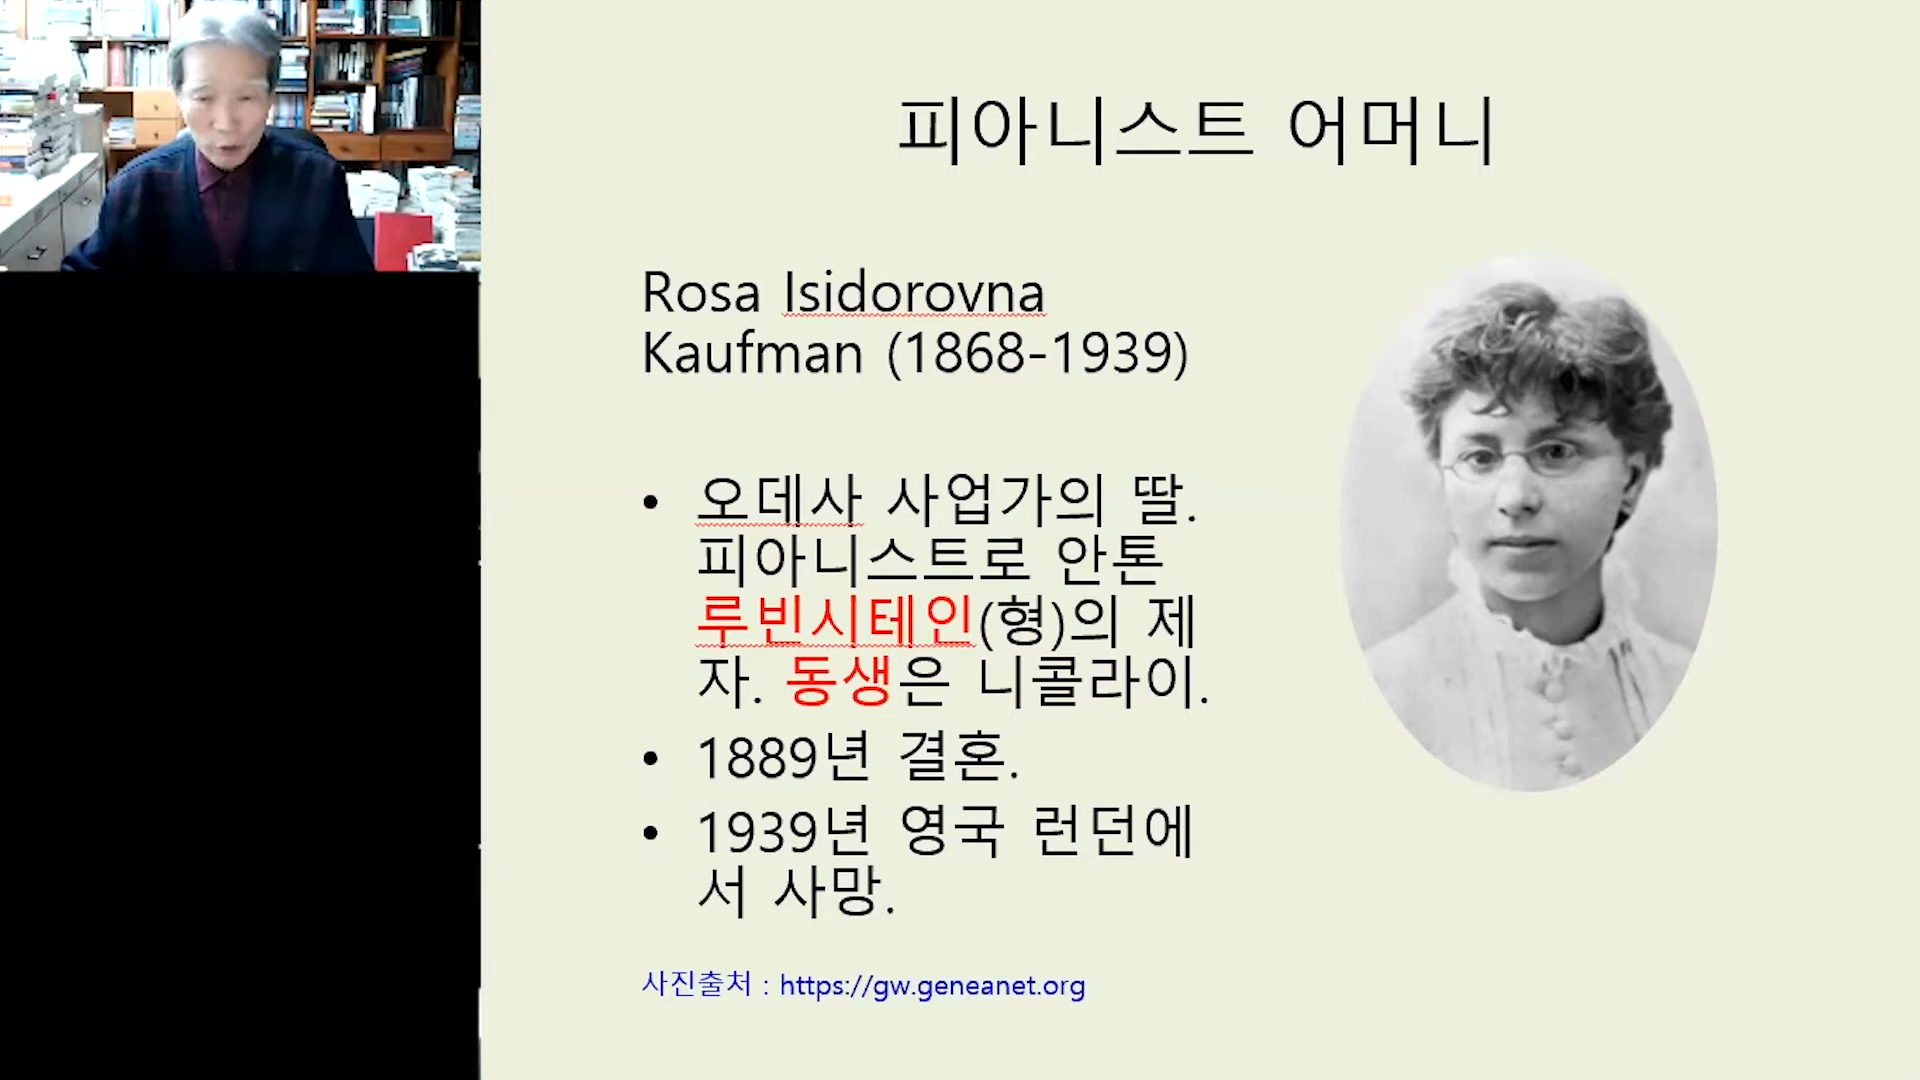 피아니스트 어머니
Rosa Isidorovna
Kaufman (1868-1939)
• 오데사 사업가의 딸.
피아니스트로 안톤
루빈시테인(형)의 제
자. 동생은 니콜라이.
• 1889년 결혼.
• 1939년 영국 런던에
서 사망.
사진출처 : https://gw.geneanet.org